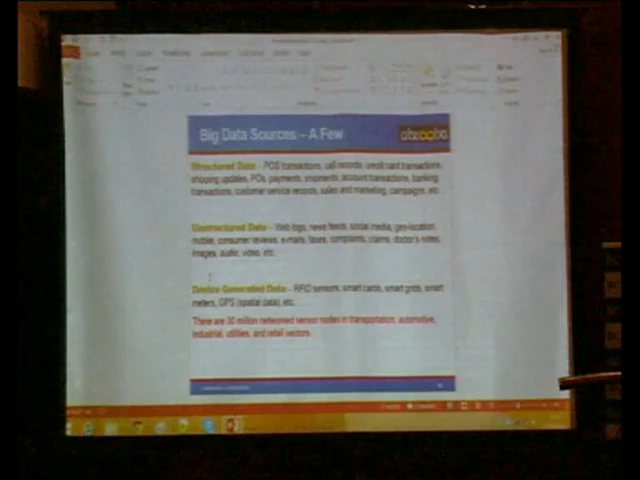 Big Data Sources – A Few
abzooba
Structured Data – POS transactions, call records, credit card transactions,
shipping updates, POs, payments, shipments, account transactions, banking
transactions, customer service records, sales and marketing, campaigns, etc
Unstructured Data – Web logs, news feeds, social media, geo-location,
mobile, consumer reviews, e-mails, faxes, complaints, claims, doctor's notes,
images, audio, video, etc.
Device Generated Data – RFID sensors, smart cards, smart grids, smart
meters, GPS (spatial data), etc.
There are 30 million networked sensor nodes in transportation, automotive,
industrial, utilities, and retail sectors.